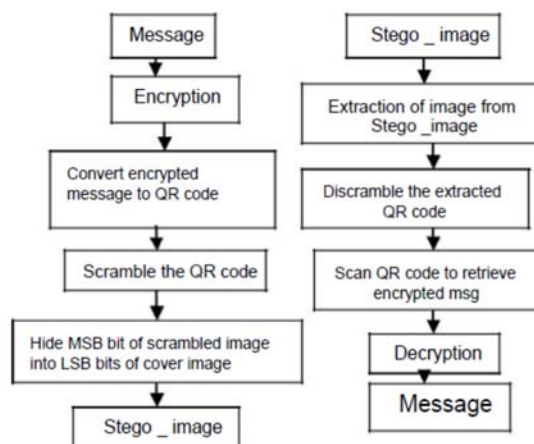 Message
Encryption
Convert encrypted
message to QR code
Scramble the QR code
Hide MSB bit of scrambled image
into LSB bits of cover image
Stego _ image
Stego _ image
Extraction of image from
Stego _image
Discramble the extracted
QR code
Scan QR code to retrieve
encrypted msg
Decryption
Message